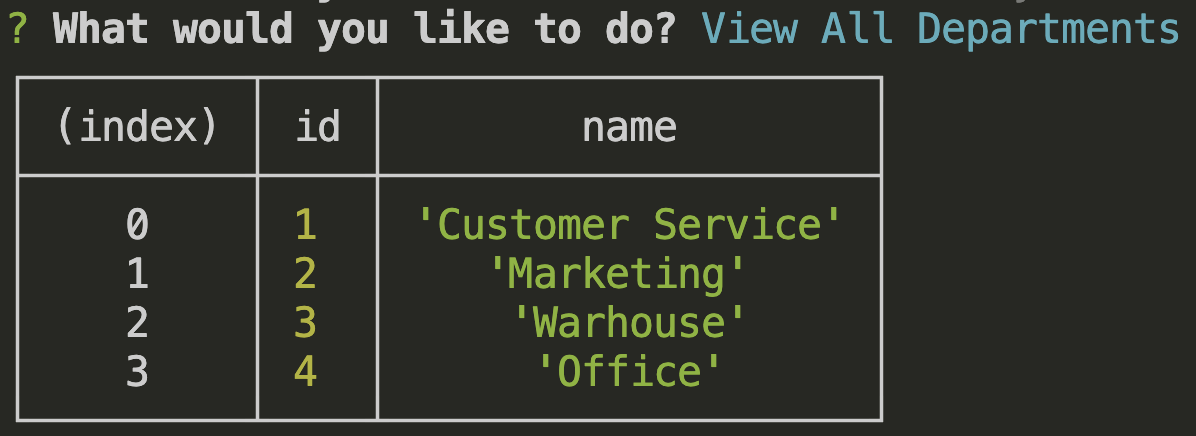 ? What would you like to do? View All Departments
(index) id name
0 1 'Customer Service'
1 2 'Marketing'
2 3 'Warhouse'
3 4 'Office'